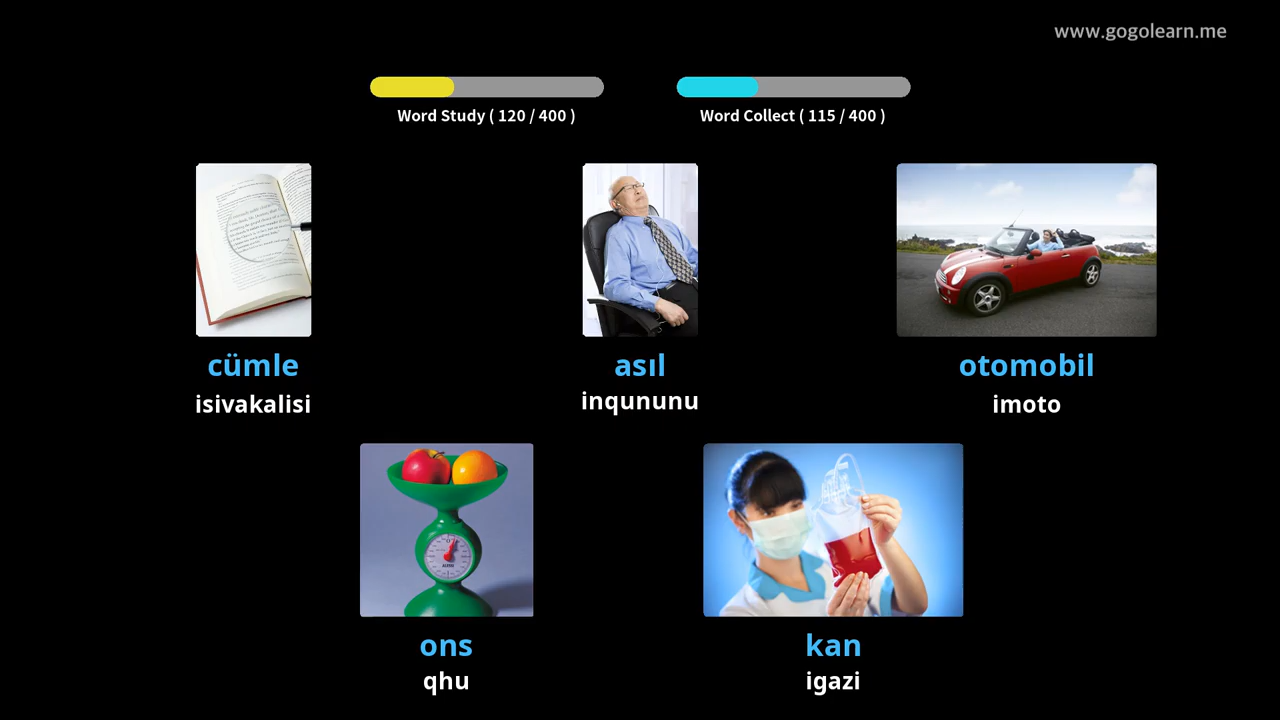 www.gogolearn.me
Word Study ( 120 / 400 )
Word Collect ( 115 / 400 )
cümle
isivakalisi
asıl
inqununu
otomobil
imoto
ons
qhu
kan
igazi